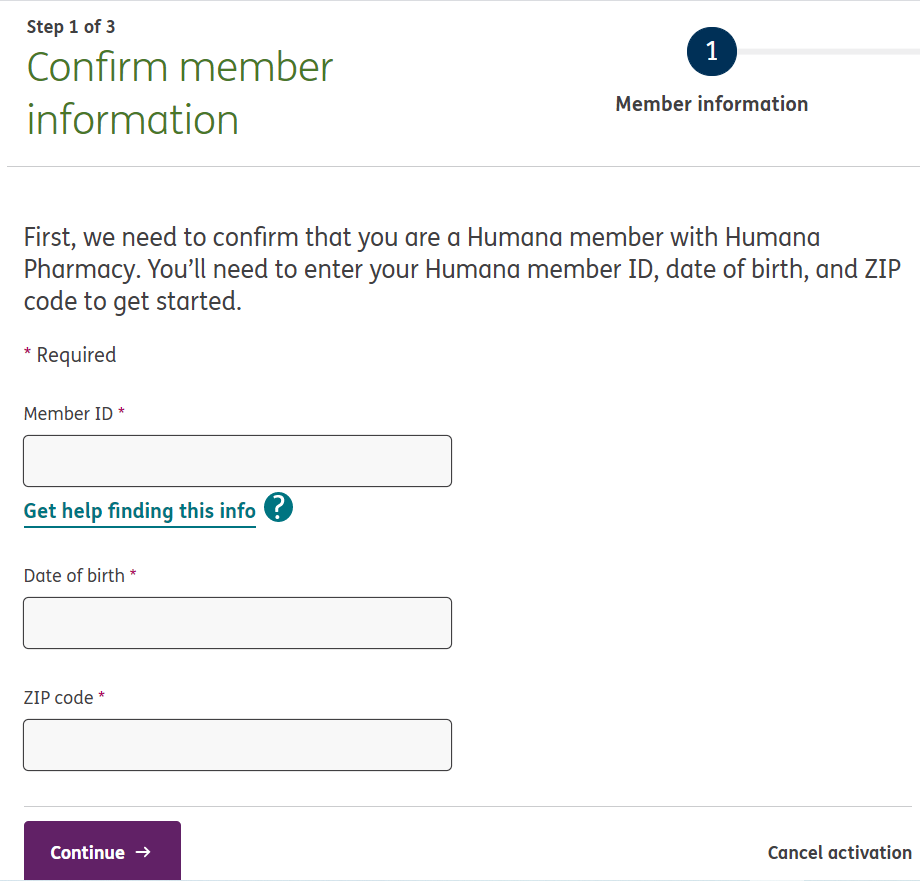 Step 1 of 3
Confirm member
information
1
Member information
First, we need to confirm that you are a Humana member with Humana
Pharmacy. You’ll need to enter your Humana member ID, date of birth, and ZIP
code to get started.
* Required
Member ID *
Get help finding this info ?
Date of birth *
ZIP code *
Continue →
Cancel activation